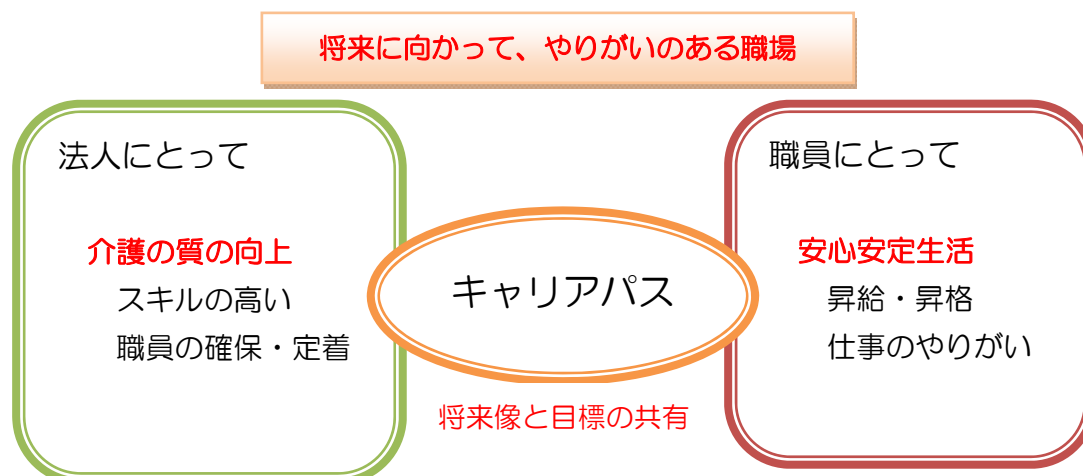 将来に向かって、やりがいのある職場
法人にとって
介護の質の向上
スキルの高い
職員の確保・定着
キャリアパス
将来像と目標の共有
職員にとって
安心安定生活
昇給・昇格
仕事のやりがい